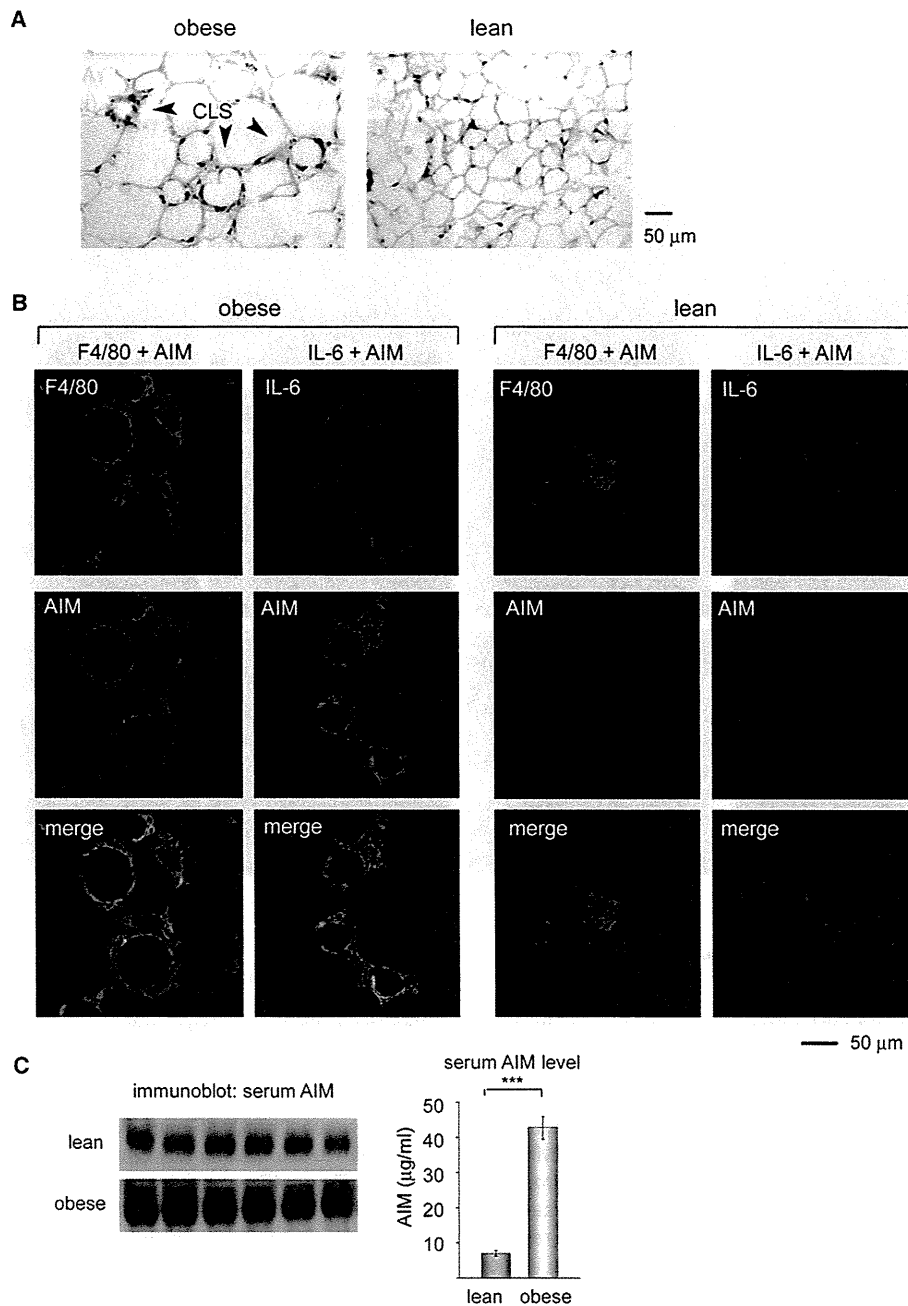 A
obese
lean
CLS
50 μm
B
obese
lean
F4/80 + AIM
IL-6 + AIM
F4/80 + AIM
IL-6 + AIM
F4/80
IL-6
F4/80
IL-6
AIM
AIM
AIM
AIM
merge
merge
merge
merge
50 μm
C
immunoblot: serum AIM
lean
obese
serum AIM level
***
AIM (μg/ml)
50
40
30
20
10
lean
obese